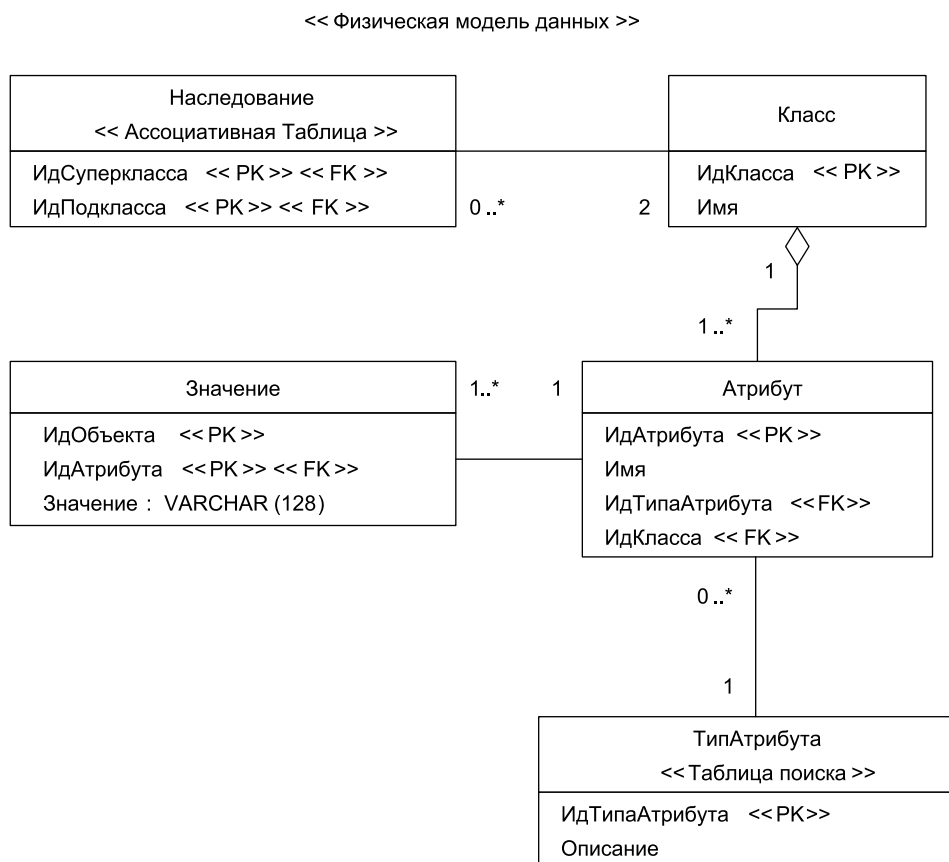 << Физическая модель данных >>
Наследование
<< Ассоциативная Таблица >>
ИдСуперкласса << PK >> << FK >>
ИдПодкласса << PK >> << FK >>
0..*
2
Класс
ИдКласса << PK >>
Имя
1
1..*
Значение
ИдОбъекта << PK >>
ИдАтрибута << PK >> << FK >>
Значение : VARCHAR (128)
1..*
1
Атрибут
ИдАтрибута << PK >>
Имя
ИдТипаАтрибута << FK >>
ИдКласса << FK >>
0..*
1
ТипАтрибута
<< Таблица поиска >>
ИдТипаАтрибута << PK >>
Описание